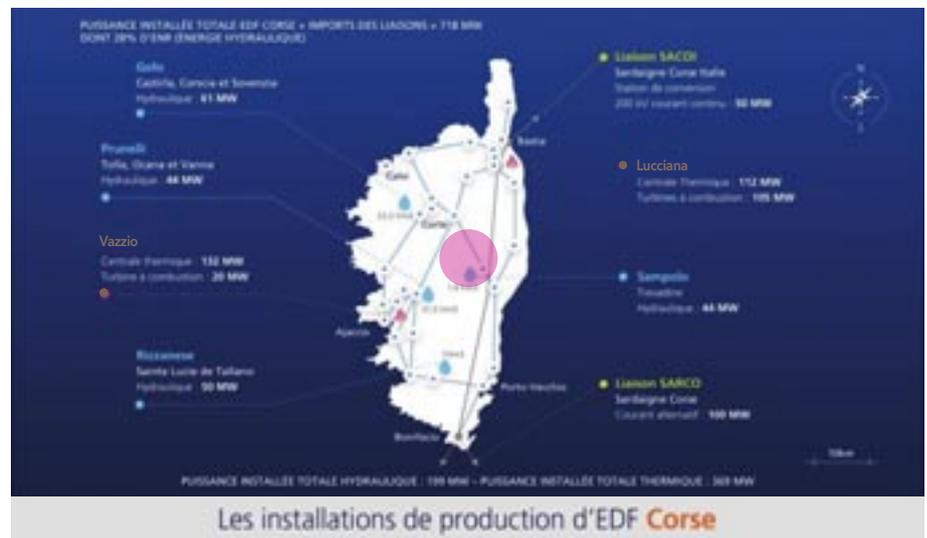 PUISSANCE INSTALLÉE TOTALE EDF CORSE + IMPORTS DES LIAISONS = 718 MW
DONT 28% D'ENR (ÉNERGIE HYDRAULIQUE)
Golo
Castirla, Corscia et Sovenzia
Hydraulique : 61 MW
Liaison SACOI
Sardaigne Corse Italie
Station de conversion
200 kV courant continu : 50 MW
Bastia
Prunelli
Tolla, Ocana et Vanna
Hydraulique : 44 MW
Calvi
Lucciana
Centrale Thermique : 112 MW
Turbines à combustion : 105 MW
Corte
Vazzio
Centrale thermique : 132 MW
Turbine à combustion : 20 MW
Sampolo
Trevadine
Hydraulique : 44 MW
Ajaccio
Rizzanese
Sainte Lucie de Tallano
Hydraulique : 50 MW
Porto-Vecchio
Liaison SARCO
Sardaigne Corse
Courant alternatif : 100 MW
Bonifacio
50km
PUISSANCE INSTALLÉE TOTALE HYDRAULIQUE : 199 MW - PUISSANCE INSTALLÉE TOTALE THERMIQUE : 369 MW
Les installations de production d'EDF Corse